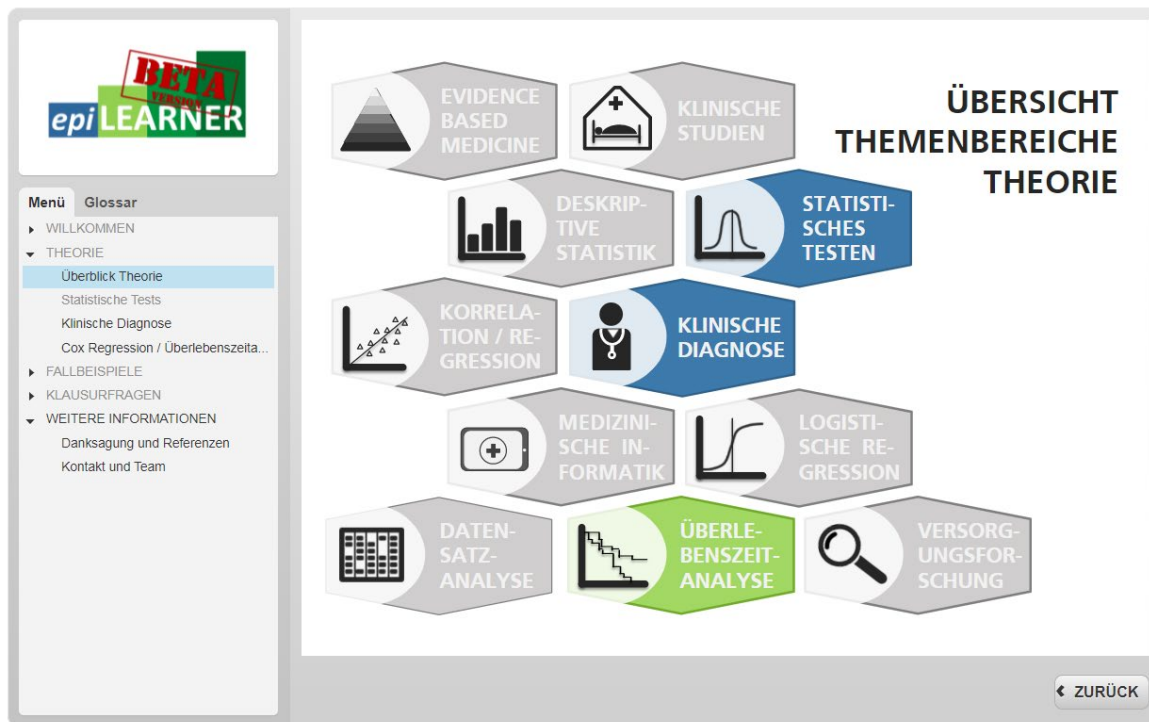 BETA
VERSION
epi LEARNER
Menü Glossar
WILLKOMMEN
THEORIE
Überblick Theorie
Statistische Tests
Klinische Diagnose
Cox Regression / Überlebenszeita...
FALLBEISPIELE
KLAUSURFRAGEN
WEITERE INFORMATIONEN
Danksagung und Referenzen
Kontakt und Team
ÜBERSICHT
THEMENBEREICHE
THEORIE
EVIDENCE
BASED
MEDICINE
KLINISCHE
STUDIEN
DESKRIP-
TIVE
STATISTIK
STATISTI-
SCHES
TESTEN
KORRELA-
TION / RE-
GRESSION
KLINISCHE
DIAGNOSE
MEDIZINI-
SCHE IN-
FORMATIK
LOGISTI-
SCHE RE-
GRESSION
DATEN-
SATZ-
ANALYSE
ÜBERLE-
BENSZEIT-
ANALYSE
VERSORG-
UNGSFOR-
SCHUNG
ZURÜCK